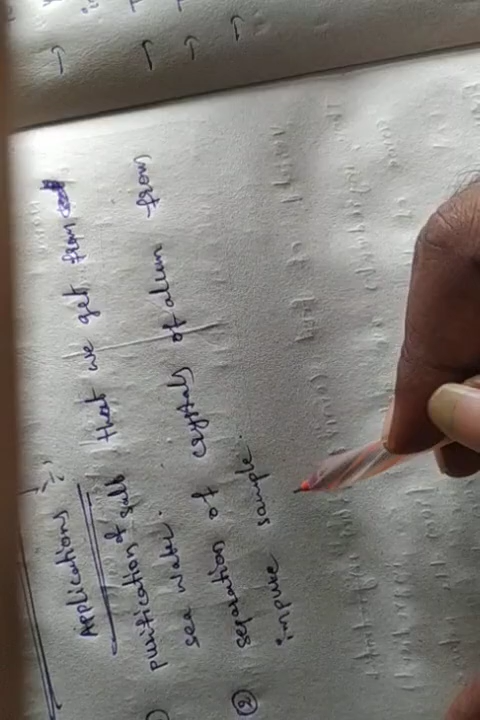 Applications :-
purification of salt that we get from
sea water.
② separation of crystals of alum from
impure sample.